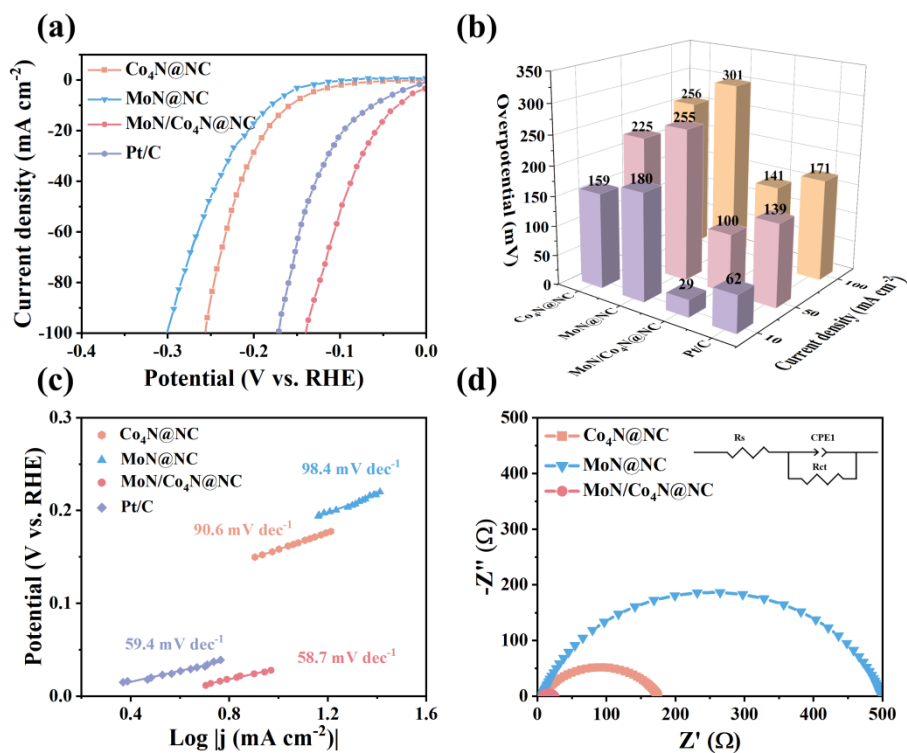 (a)
Co₄N@NC
MoN@NC
MoN/Co₄N@NC
Pt/C
0
-20
-40
-60
-80
-100
-0.4
-0.3
-0.2
-0.1
0.0
Current density (mA cm⁻²)
Potential (V vs. RHE)
(b)
350
300
250
200
150
100
50
0
Overpotential (mV)
159
180
29
62
225
255
100
139
256
301
141
171
Co₄N@NC
MoN@NC
MoN/Co₄N@NC
Pt/C
10
50
100
Current density (mA cm⁻²)
(c)
Co₄N@NC
MoN@NC
MoN/Co₄N@NC
Pt/C
98.4 mV dec⁻¹
90.6 mV dec⁻¹
59.4 mV dec⁻¹
58.7 mV dec⁻¹
0.3
0.2
0.1
0.0
0.4
0.8
1.2
1.6
Potential (V vs. RHE)
Log |j (mA cm⁻²)|
(d)
Co₄N@NC
MoN@NC
MoN/Co₄N@NC
Rs
CPE1
Rct
500
400
300
200
100
0
0
100
200
300
400
500
-Z'' (Ω)
Z' (Ω)